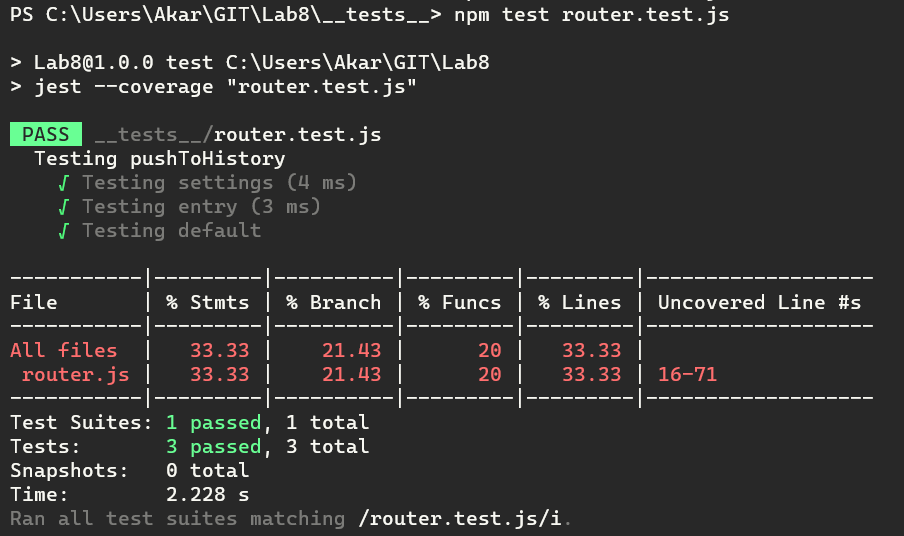 PS C:\Users\Akar\GIT\Lab8\__tests__> npm test router.test.js
> Lab8@1.0.0 test C:\Users\Akar\GIT\Lab8
> jest --coverage "router.test.js"
PASS __tests__/router.test.js
Testing pushToHistory
√ Testing settings (4 ms)
√ Testing entry (3 ms)
√ Testing default
-----------|---------|----------|---------|---------|-------------------
File       | % Stmts | % Branch | % Funcs | % Lines | Uncovered Line #s
-----------|---------|----------|---------|---------|-------------------
All files  |   33.33 |    21.43 |      20 |   33.33 |
 router.js |   33.33 |    21.43 |      20 |   33.33 | 16-71
-----------|---------|----------|---------|---------|-------------------
Test Suites: 1 passed, 1 total
Tests:       3 passed, 3 total
Snapshots:   0 total
Time:        2.228 s
Ran all test suites matching /router.test.js/i.